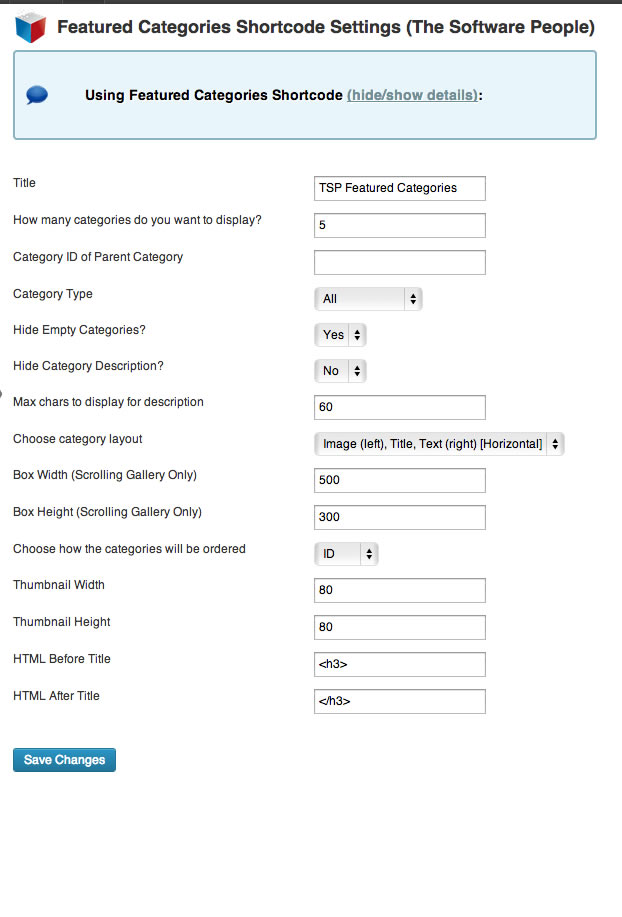 Featured Categories Shortcode Settings (The Software People)
Using Featured Categories Shortcode (hide/show details):
Title TSP Featured Categories
How many categories do you want to display? 5
Category ID of Parent Category
Category Type All
Hide Empty Categories? Yes
Hide Category Description? No
Max chars to display for description 60
Choose category layout Image (left), Title, Text (right) [Horizontal]
Box Width (Scrolling Gallery Only) 500
Box Height (Scrolling Gallery Only) 300
Choose how the categories will be ordered ID
Thumbnail Width 80
Thumbnail Height 80
HTML Before Title <h3>
HTML After Title </h3>
Save Changes